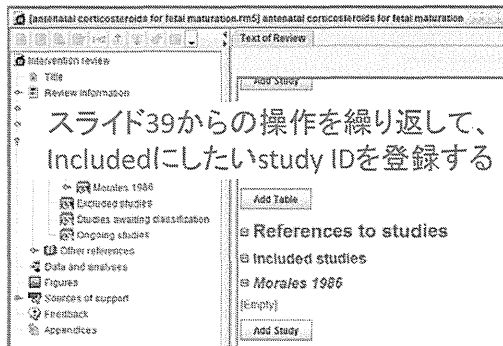 [antenatal corticosteroids for fetal maturation.rm5] antenatal corticosteroids for fetal maturation
Intervention review
Title
Review information
Morales 1986
Excluded studies
Studies awaiting classification
Ongoing studies
Other references
Data and analyses
Figures
Sources of support
Feedback
Appendices
Text of Review
Add Study
スライド39からの操作を繰り返して、
Includedにしたいstudy IDを登録する
Add Table
References to studies
Included studies
Morales 1986
[Empty]
Add Study